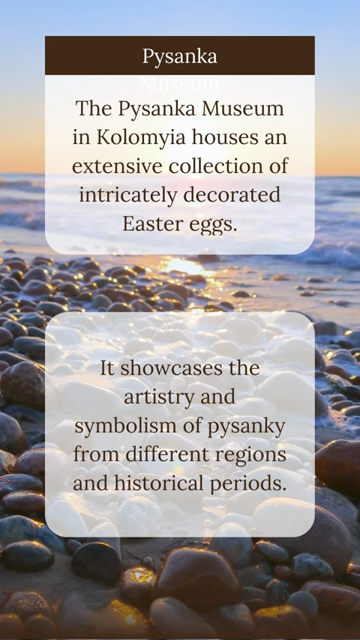 Pysanka
Museum
The Pysanka Museum
in Kolomyia houses an
extensive collection of
intricately decorated
Easter eggs.
It showcases the
artistry and
symbolism of pysanky
from different regions
and historical periods.